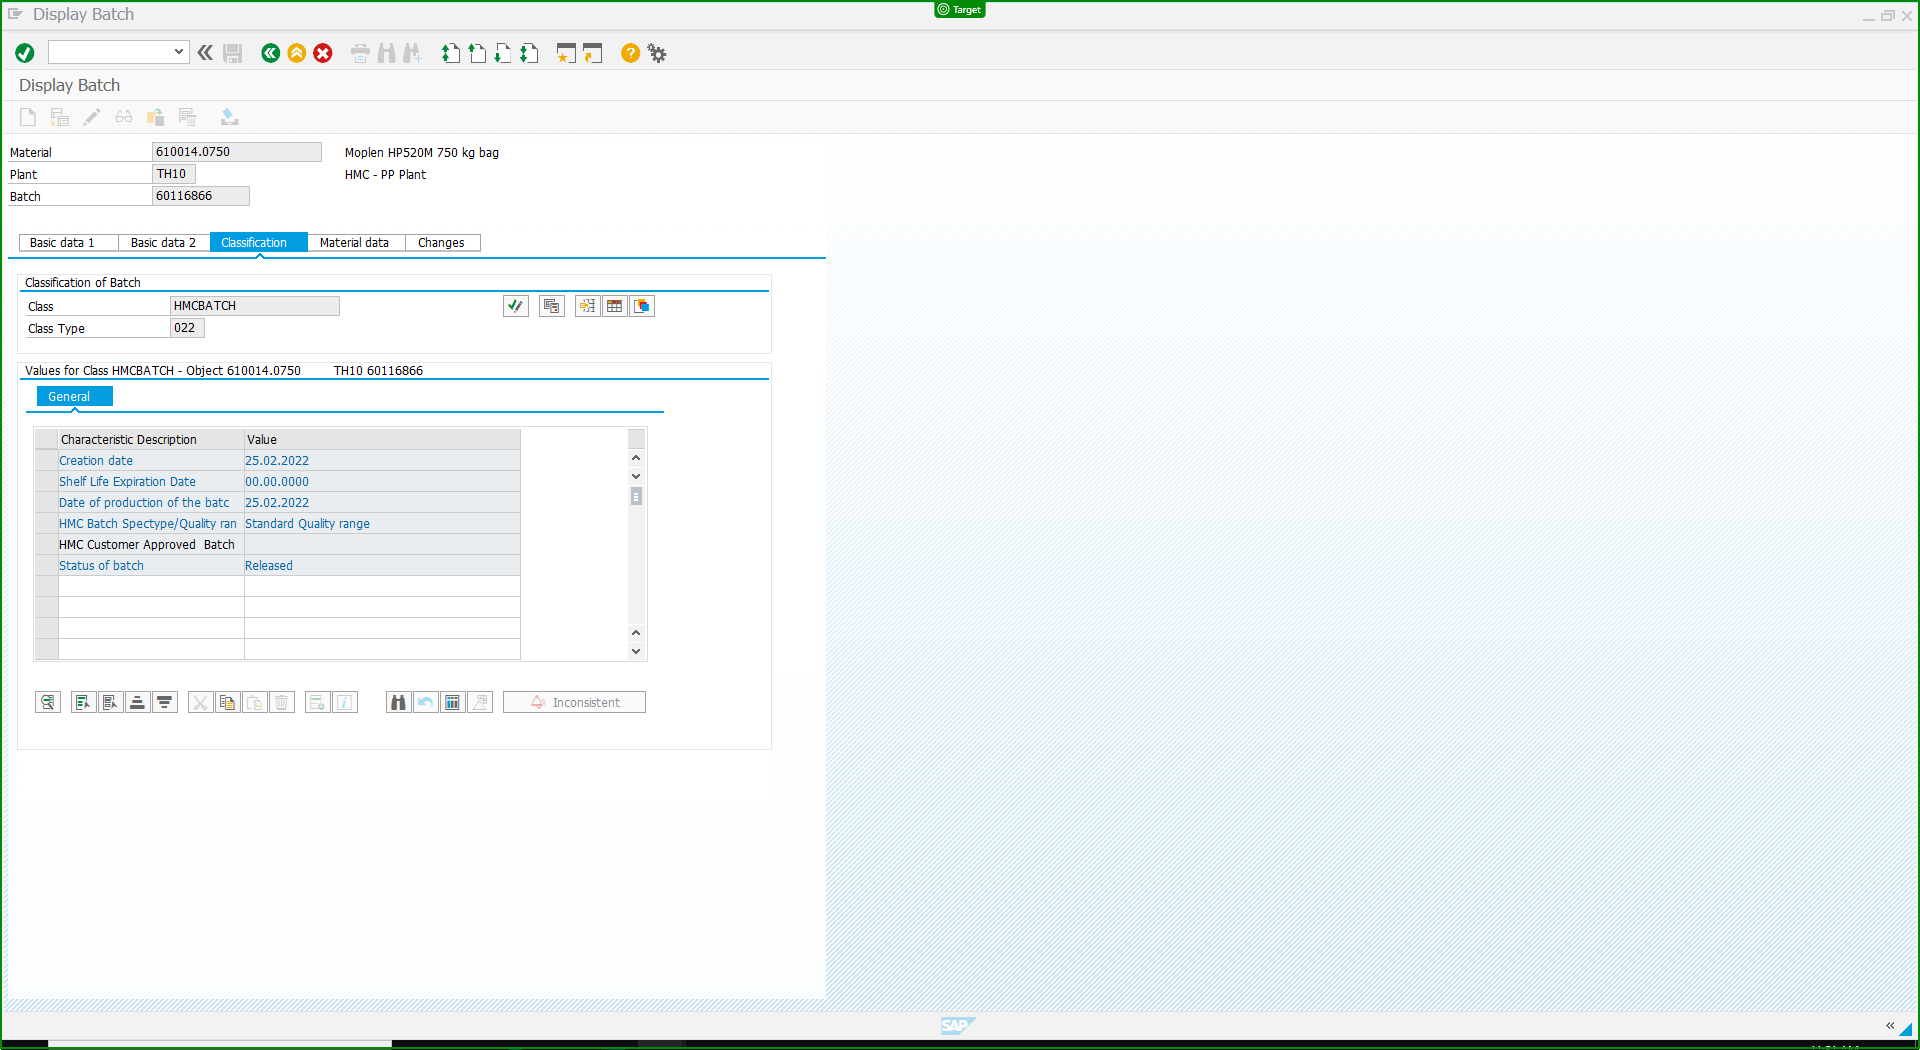 Display Batch
Target
Display Batch
Material 610014.0750 Moplen HP520M 750 kg bag
Plant TH10 HMC - PP Plant
Batch 60116866
Basic data 1 Basic data 2 Classification Material data Changes
Classification of Batch
Class HMCBATCH
Class Type 022
Values for Class HMCBATCH - Object 610014.0750 TH10 60116866
General
Characteristic Description Value
Creation date 25.02.2022
Shelf Life Expiration Date 00.00.0000
Date of production of the batc 25.02.2022
HMC Batch Spectype/Quality ran Standard Quality range
HMC Customer Approved Batch
Status of batch Released
Inconsistent
SAP